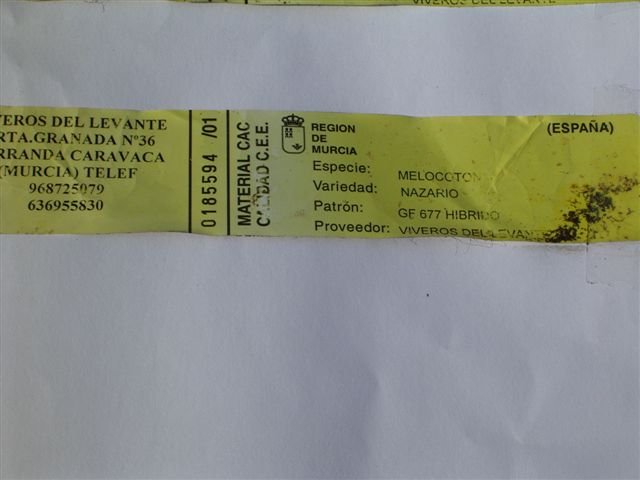 VIVEROS DEL LEVANTE
VEROS DEL LEVANTE
RTA.GRANADA Nº36
RRANDA CARAVACA
(MURCIA) TELEF
968725079
636955830
0185594 /01
MATERIAL CAC
CALIDAD C.E.E.
REGION
DE
MURCIA
(ESPAÑA)
Especie: MELOCOTON
Variedad: NAZARIO
Patrón: GF 677 HIBRIDO
Proveedor: VIVEROS DEL LEVANTE